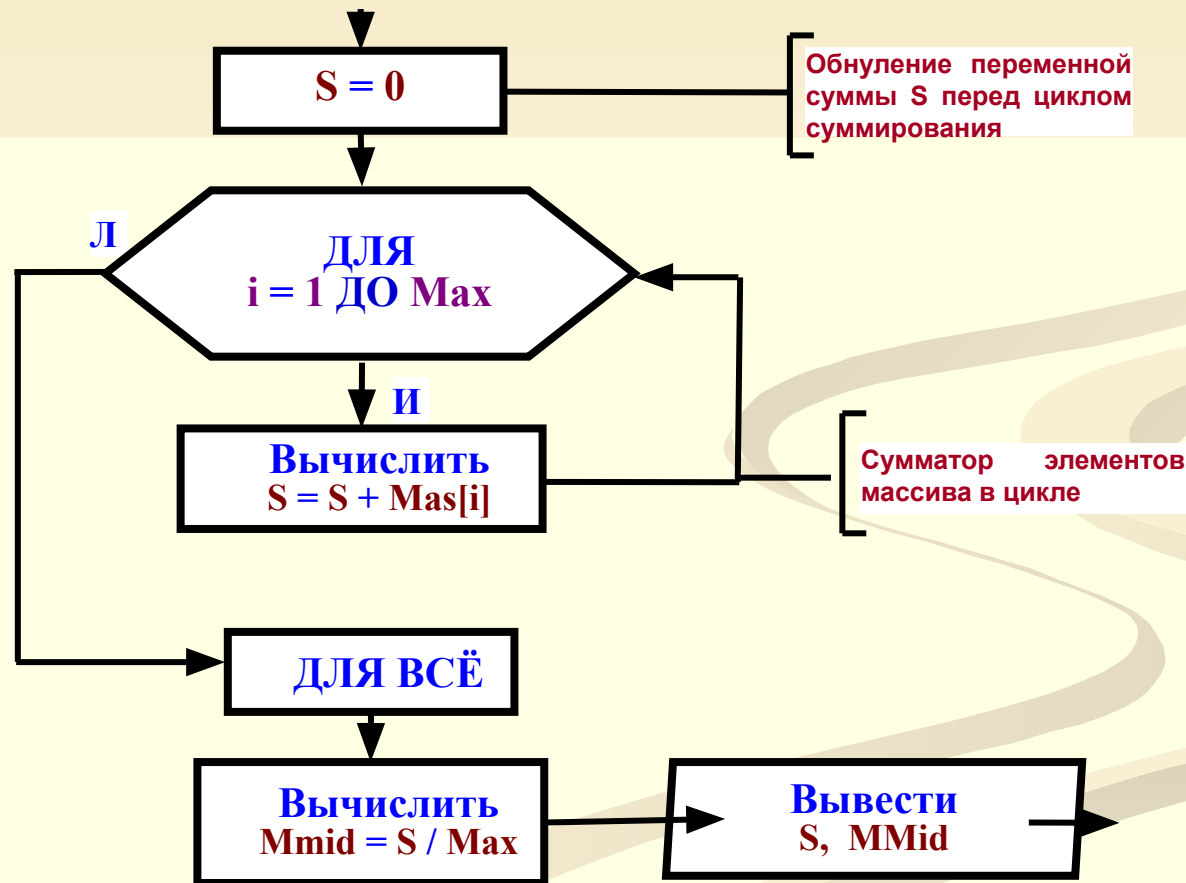 S = 0
Обнуление переменной
суммы S перед циклом
суммирования
Л
ДЛЯ
i = 1 ДО Max
И
Вычислить
S = S + Mas[i]
Сумматор элементов
массива в цикле
ДЛЯ ВСЁ
Вычислить
Mmid = S / Max
Вывести
S, MMid